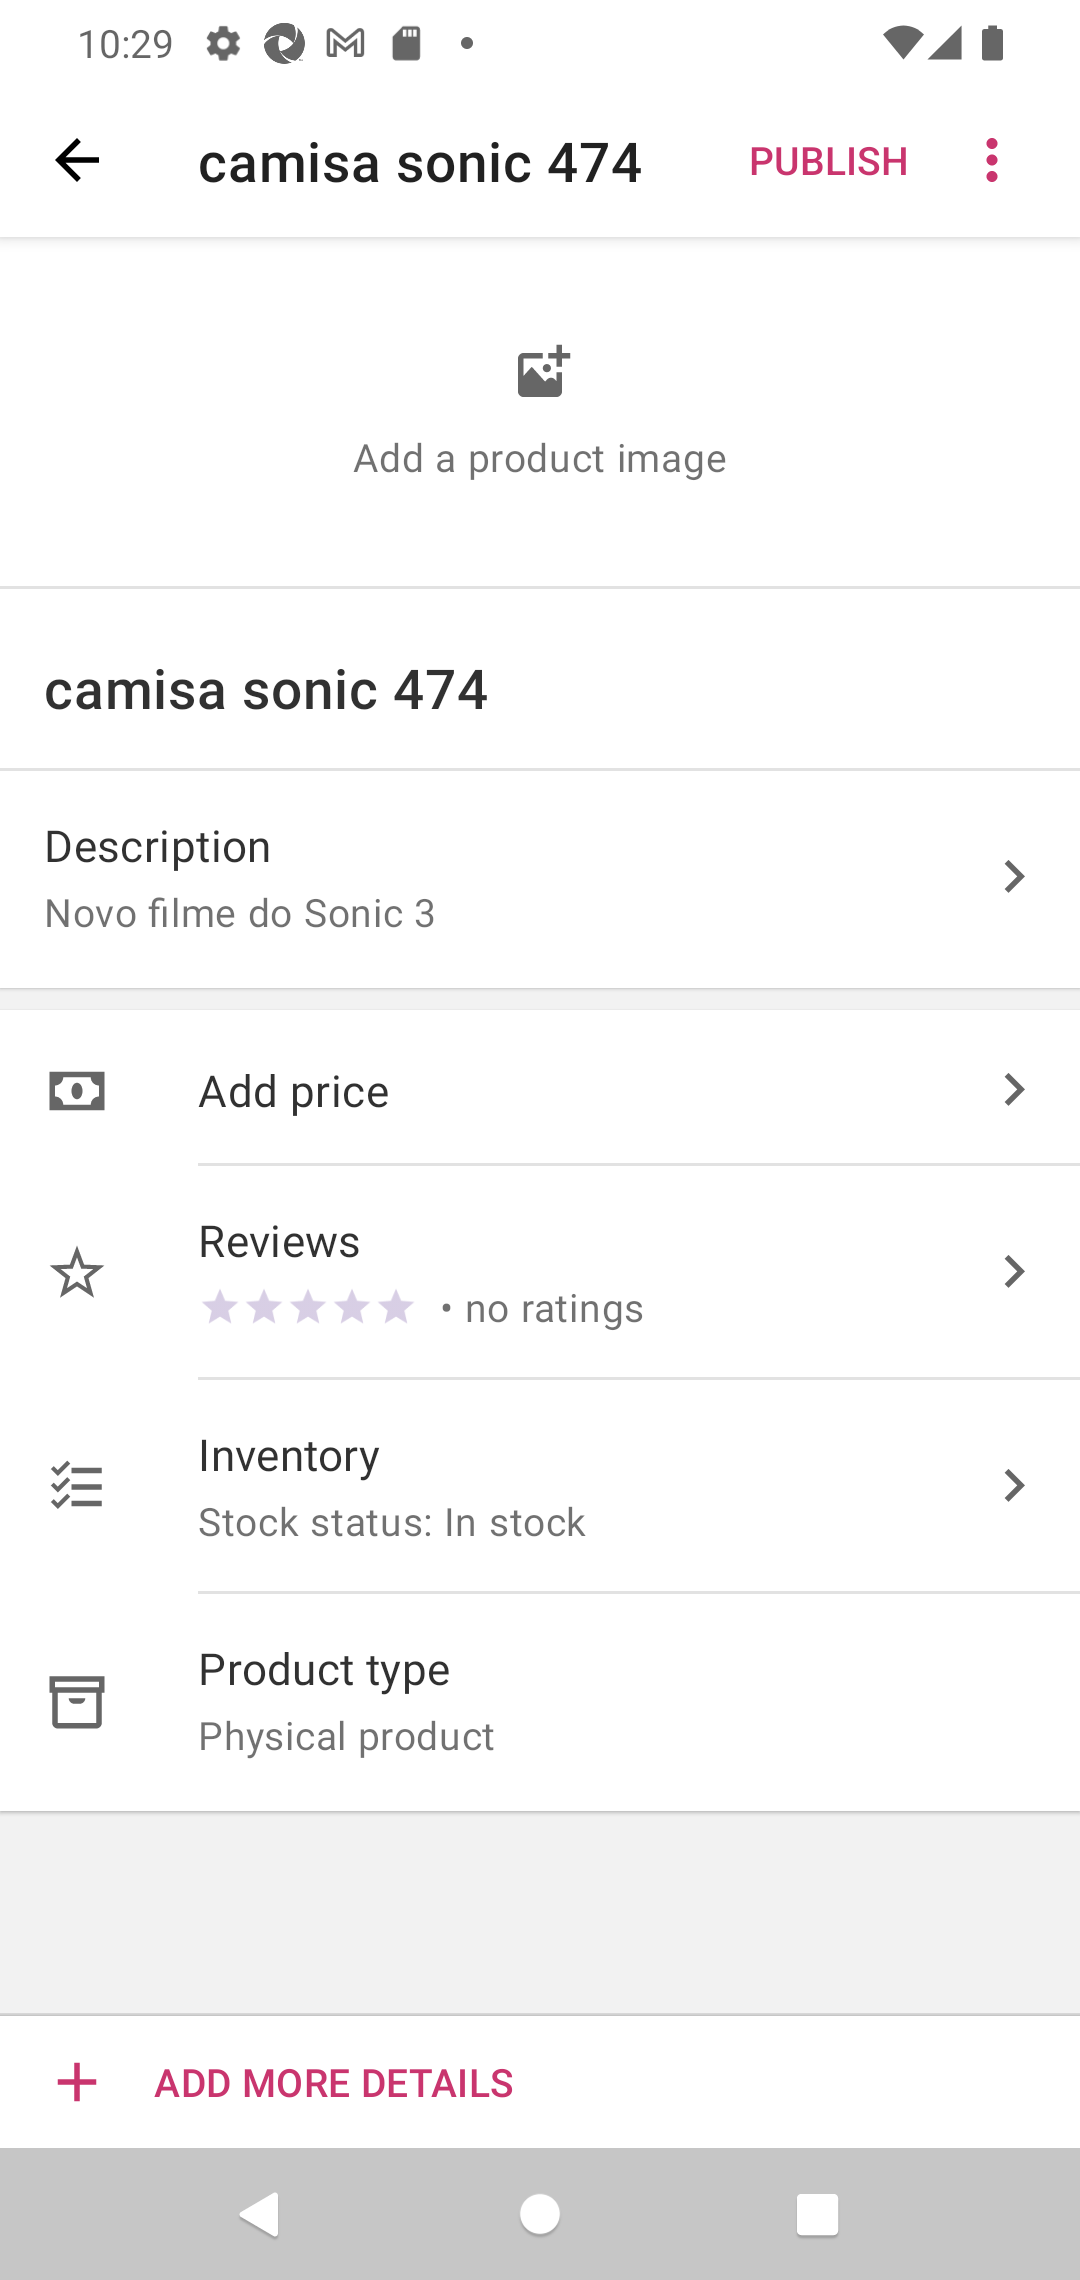 10:29
camisa sonic 474 PUBLISH
Add a product image
camisa sonic 474
Description
Novo filme do Sonic 3
Add price
Reviews
• no ratings
Inventory
Stock status: In stock
Product type
Physical product
ADD MORE DETAILS